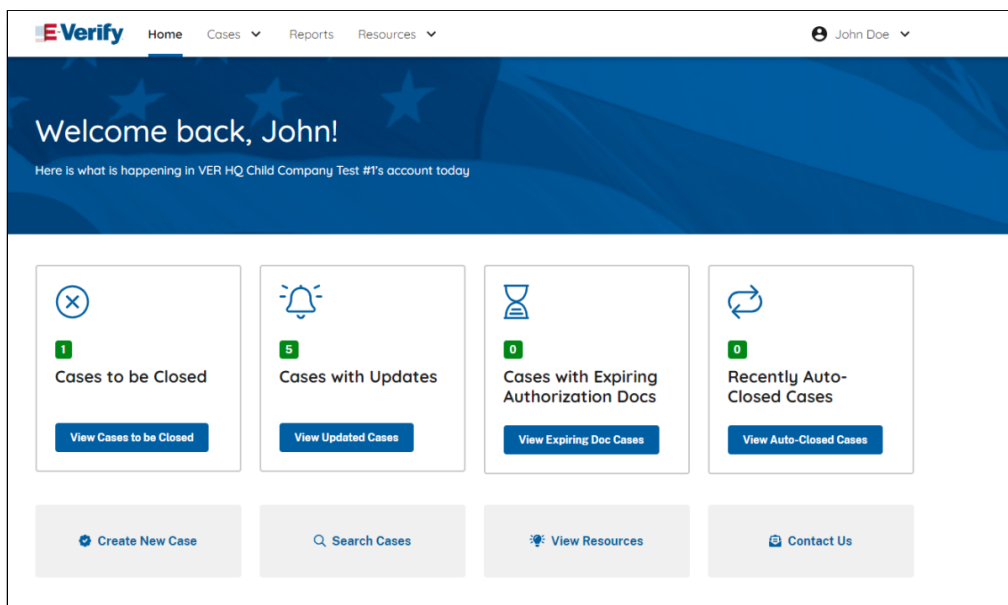 E-Verify Home Cases Reports Resources John Doe
Welcome back, John!
Here is what is happening in VER HQ Child Company Test #1's account today
1
Cases to be Closed
View Cases to be Closed
5
Cases with Updates
View Updated Cases
0
Cases with Expiring
Authorization Docs
View Expiring Doc Cases
0
Recently Auto-
Closed Cases
View Auto-Closed Cases
Create New Case
Search Cases
View Resources
Contact Us